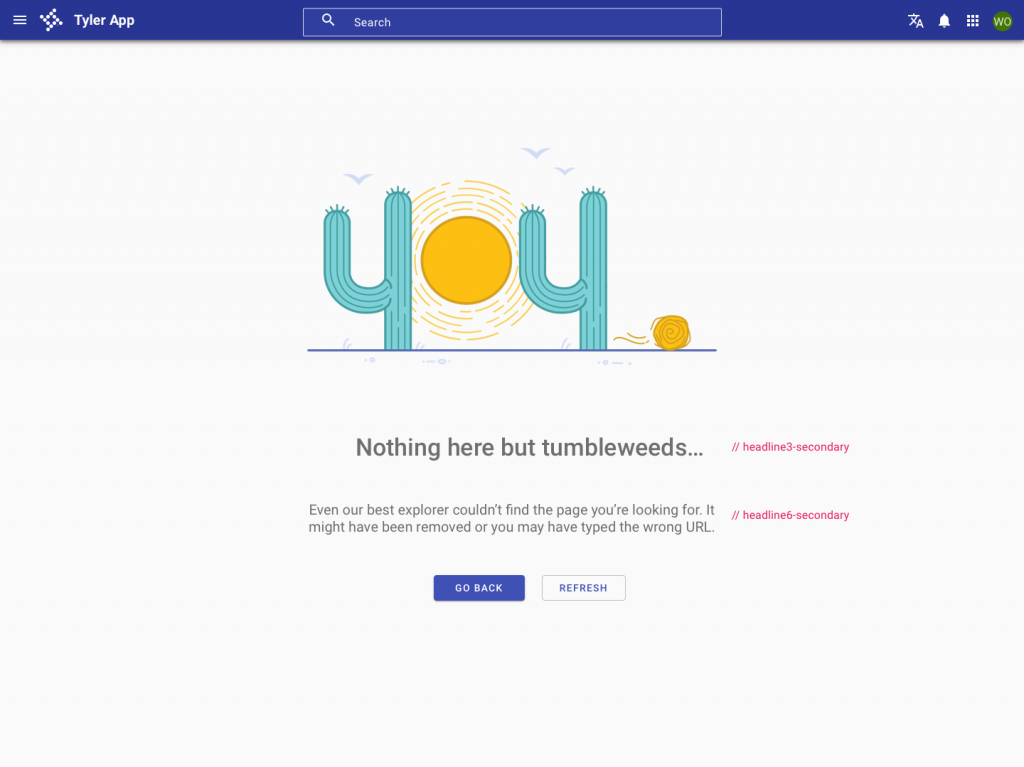 Tyler App
Search
WO
404
Nothing here but tumbleweeds...
// headline3-secondary
Even our best explorer couldn’t find the page you’re looking for. It
might have been removed or you may have typed the wrong URL.
// headline6-secondary
GO BACK
REFRESH